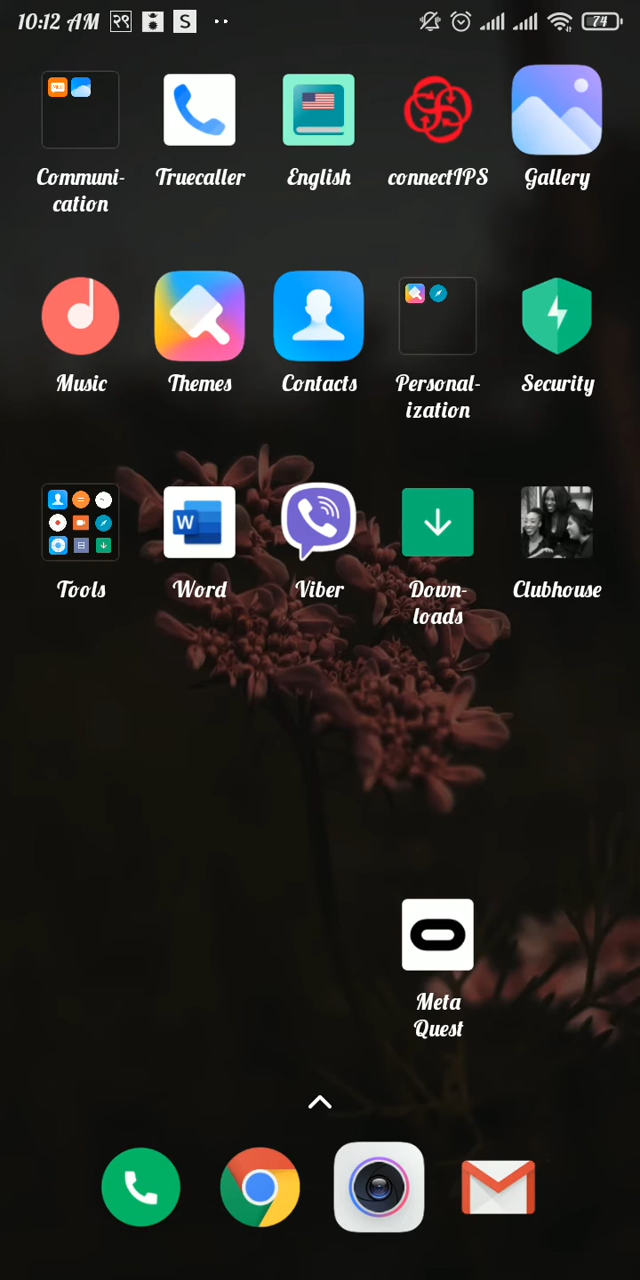 10:12 AM २९ S 74
Communi-
cation
Truecaller
English
connectIPS
Gallery
Music
Themes
Contacts
Personal-
ization
Security
Tools
W
Word
Viber
Down-
loads
Clubhouse
Meta
Quest